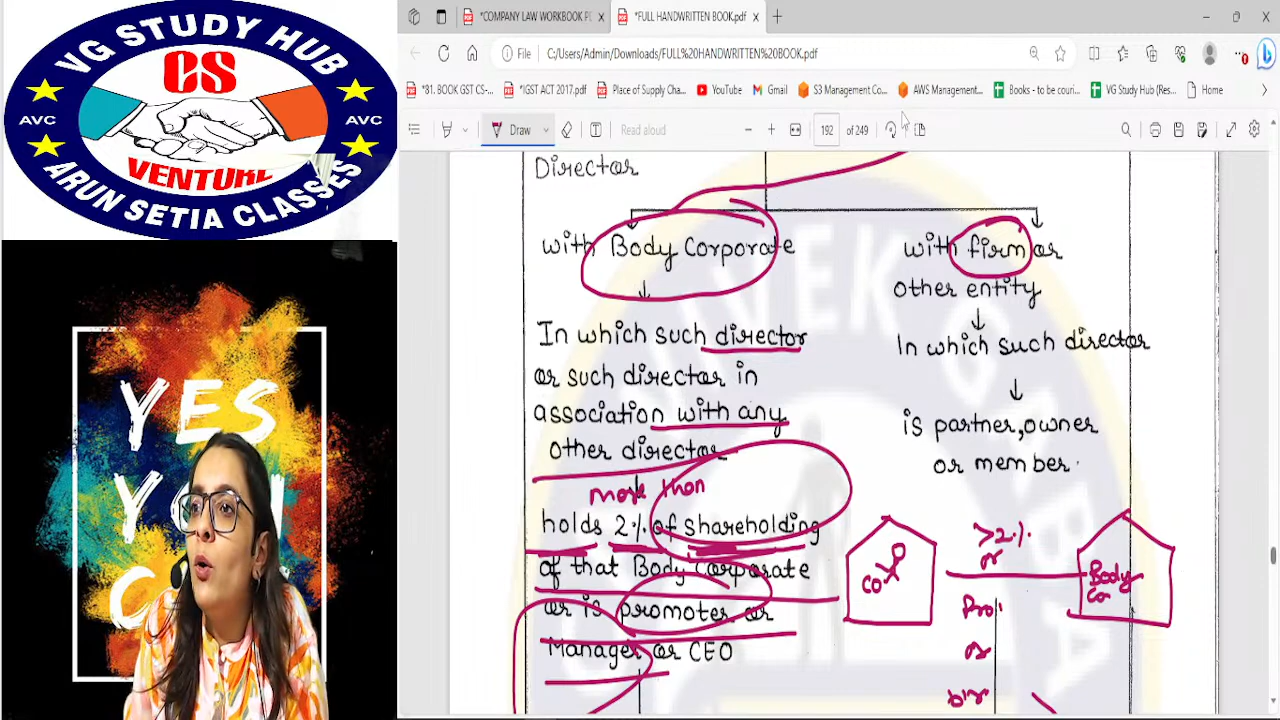 VG STUDY HUB
CS
AVC
AVC
VENTURE
ARUN SETIA CLASSES
YES
YO
C
*COMPANY LAW WORKBOOK PD
*FULL HANDWRITTEN BOOK.pdf
File
C:/Users/Admin/Downloads/FULL%20HANDWRITTEN%20BOOK.pdf
*81. BOOK GST CS-...
*IGST ACT 2017.pdf
Place of Supply Cha...
YouTube
Gmail
S3 Management Co...
AWS Managemen...
Books - to be couri...
VG Study Hub (Res...
Home
Draw
Read aloud
192
of 249
Director
with Body Corporate
In which such director
or such director in
association with any
other director
more than
holds 2% of shareholding
of that Body Corporate
or is promoter or
Manager or CEO
with firm or
other entity
In which such director
is partner, owner
or member.
Co
>2%
or
Body
Co
Pro.
or